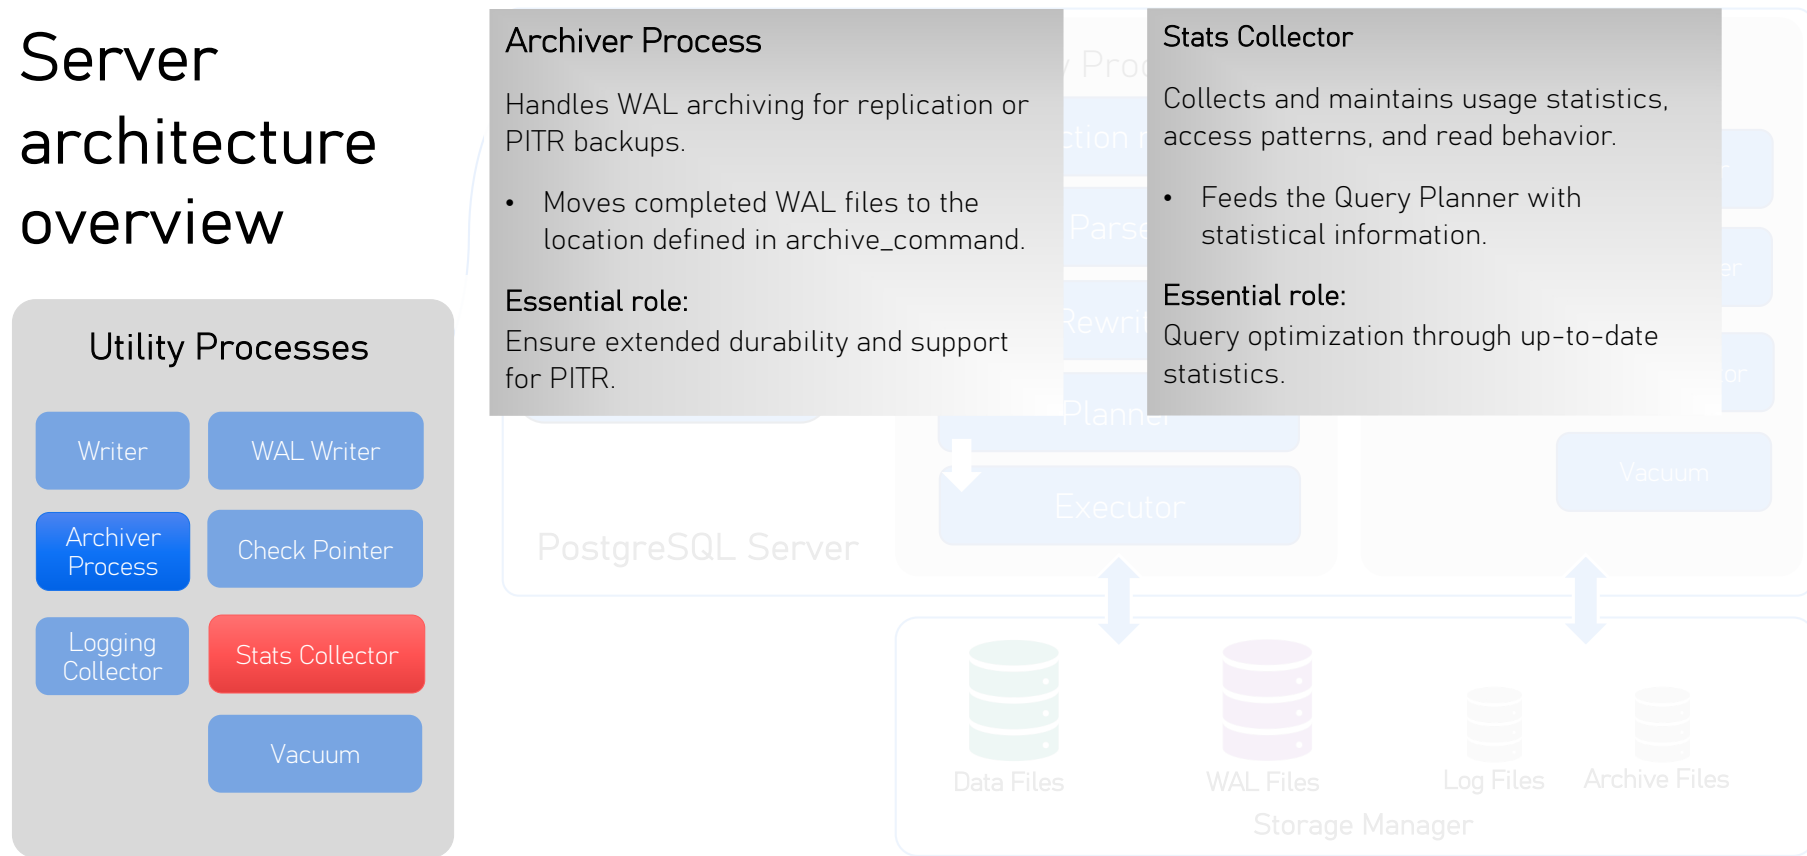 Server
architecture
overview
Utility Processes
Writer
WAL Writer
Archiver
Process
Check Pointer
Logging
Collector
Stats Collector
Vacuum
Archiver Process
Handles WAL archiving for replication or
PITR backups.
• Moves completed WAL files to the
location defined in archive_command.
Essential role:
Ensure extended durability and support
for PITR.
Stats Collector
Collects and maintains usage statistics,
access patterns, and read behavior.
• Feeds the Query Planner with
statistical information.
Essential role:
Query optimization through up-to-date
statistics.
Planner
Executor
Vacuum
PostgreSQL Server
Data Files
WAL Files
Log Files
Archive Files
Storage Manager